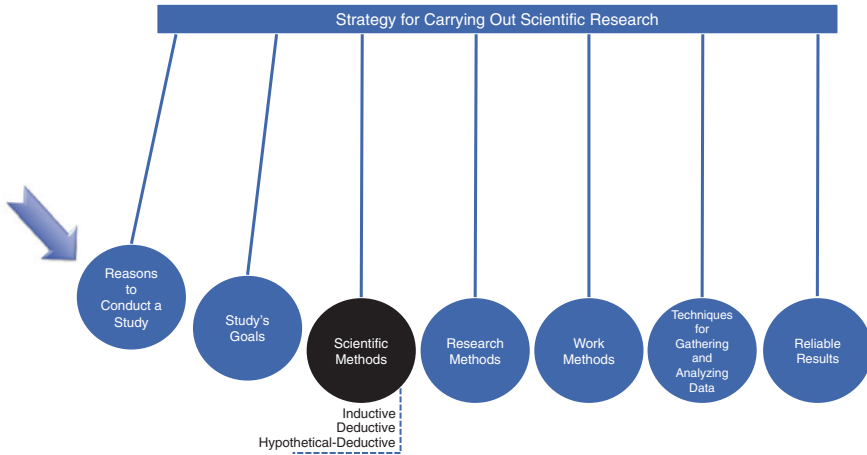 Strategy for Carrying Out Scientific Research
Reasons
to
Conduct a
Study
Study's
Goals
Scientific
Methods
Research
Methods
Work
Methods
Techniques
for
Gathering
and
Analyzing
Data
Reliable
Results
Inductive
Deductive
Hypothetical-Deductive